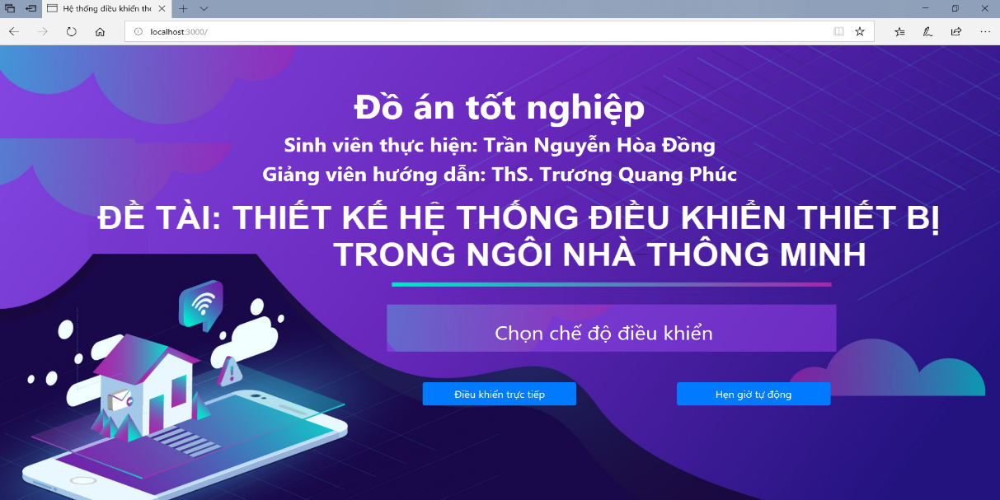 Hệ thống điều khiển thô
localhost:3000/
Đồ án tốt nghiệp
Sinh viên thực hiện: Trần Nguyễn Hòa Đồng
Giảng viên hướng dẫn: ThS. Trương Quang Phúc
ĐỀ TÀI: THIẾT KẾ HỆ THỐNG ĐIỀU KHIỂN THIẾT BỊ
TRONG NGÔI NHÀ THÔNG MINH
Chọn chế độ điều khiển
Điều khiển trực tiếp
Hẹn giờ tự động